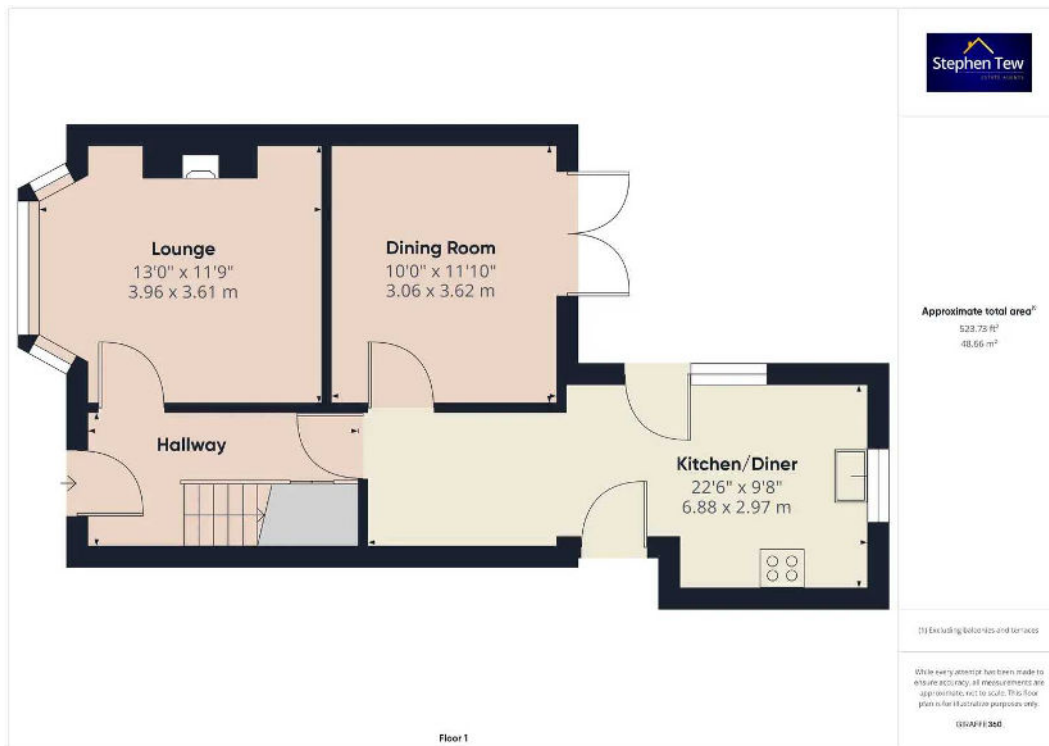 Stephen Tew
ESTATE AGENTS
Lounge
13'0" x 11'9"
3.96 x 3.61 m
Dining Room
10'0" x 11'10"
3.06 x 3.62 m
Hallway
Kitchen/Diner
22'6" x 9'8"
6.88 x 2.97 m
Floor 1
Approximate total area⁽¹⁾
523.73 ft²
48.66 m²
(1) Excluding balconies and terraces
While every attempt has been made to
ensure accuracy, all measurements are
approximate, not to scale. This floor
plan is for illustrative purposes only.
GIRAFFE360